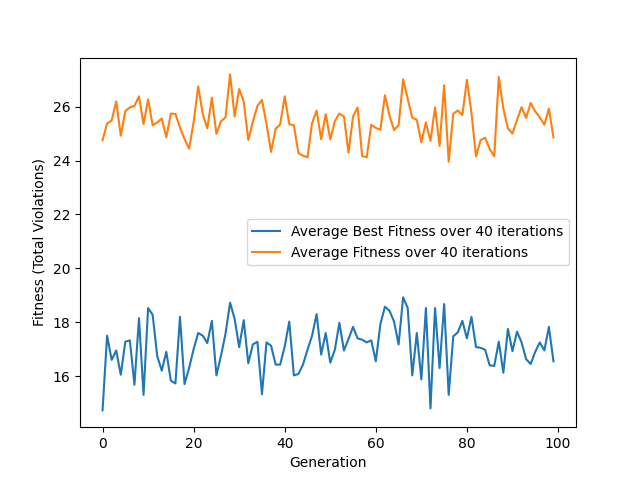 26
24
22
20
18
16
Fitness (Total Violations)
Average Best Fitness over 40 iterations
Average Fitness over 40 iterations
0 20 40 60 80 100
Generation